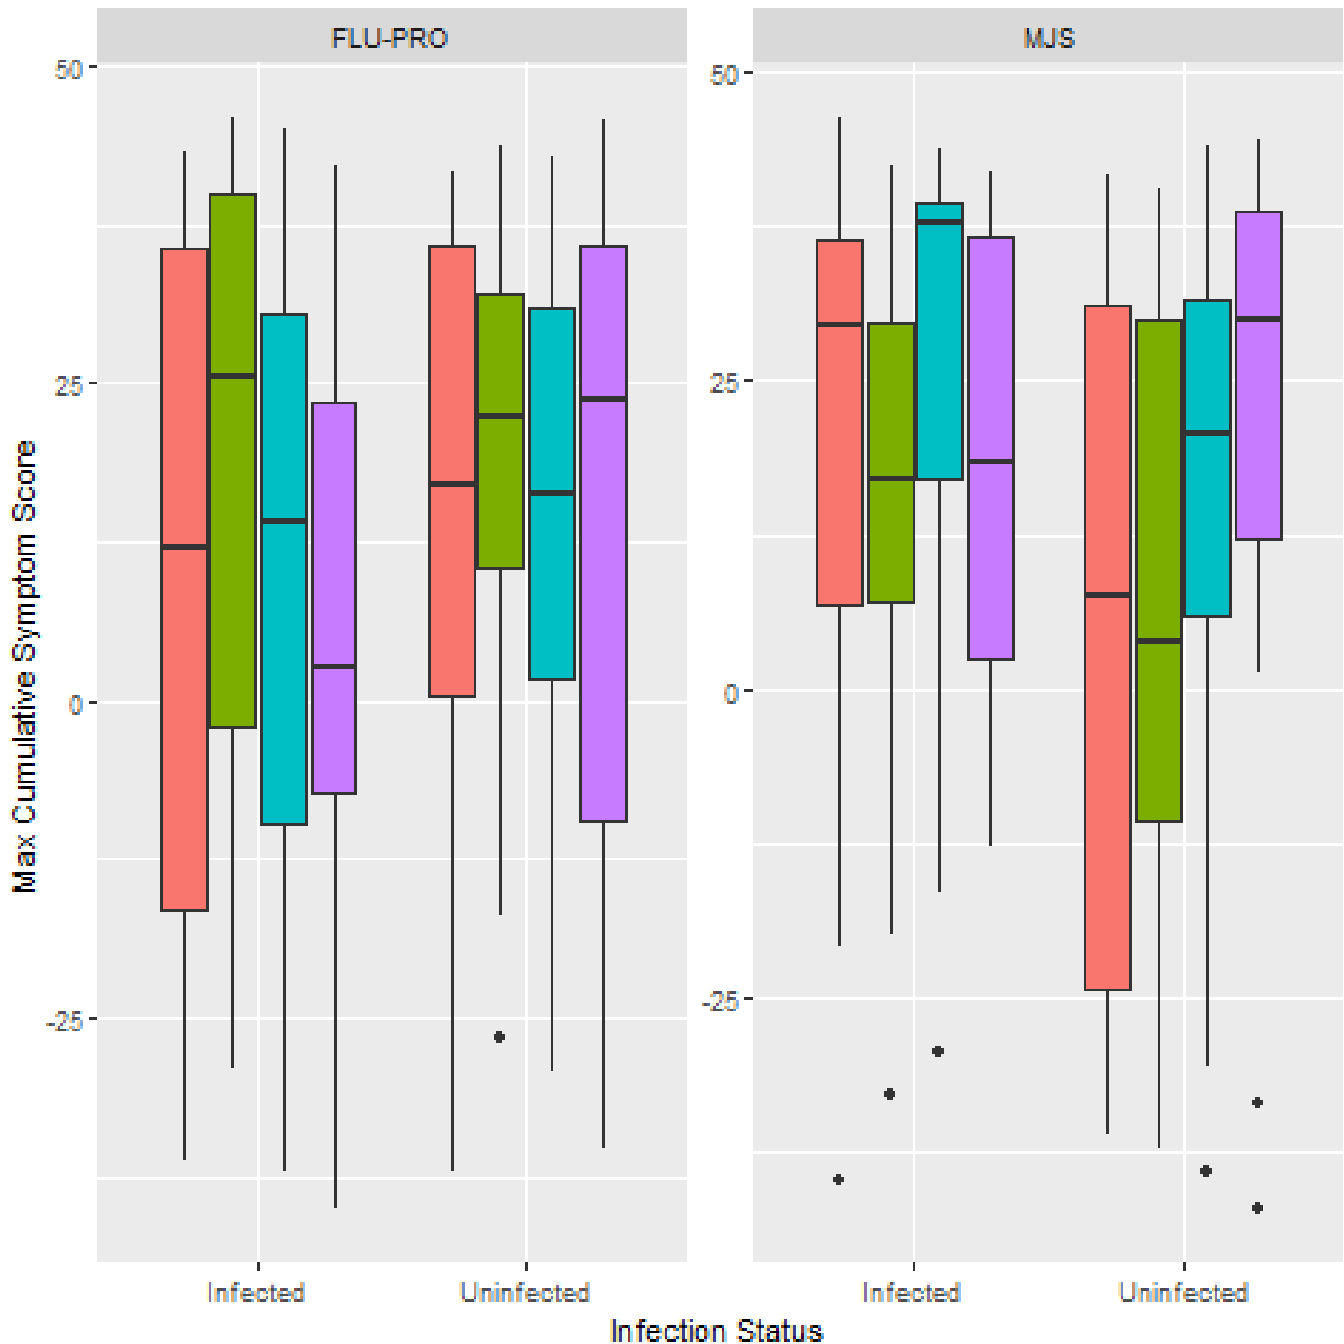 FLU-PRO
MJS
50
25
0
-25
50
25
0
-25
Max Cumulative Symptom Score
Infected
Uninfected
Infected
Uninfected
Infection Status